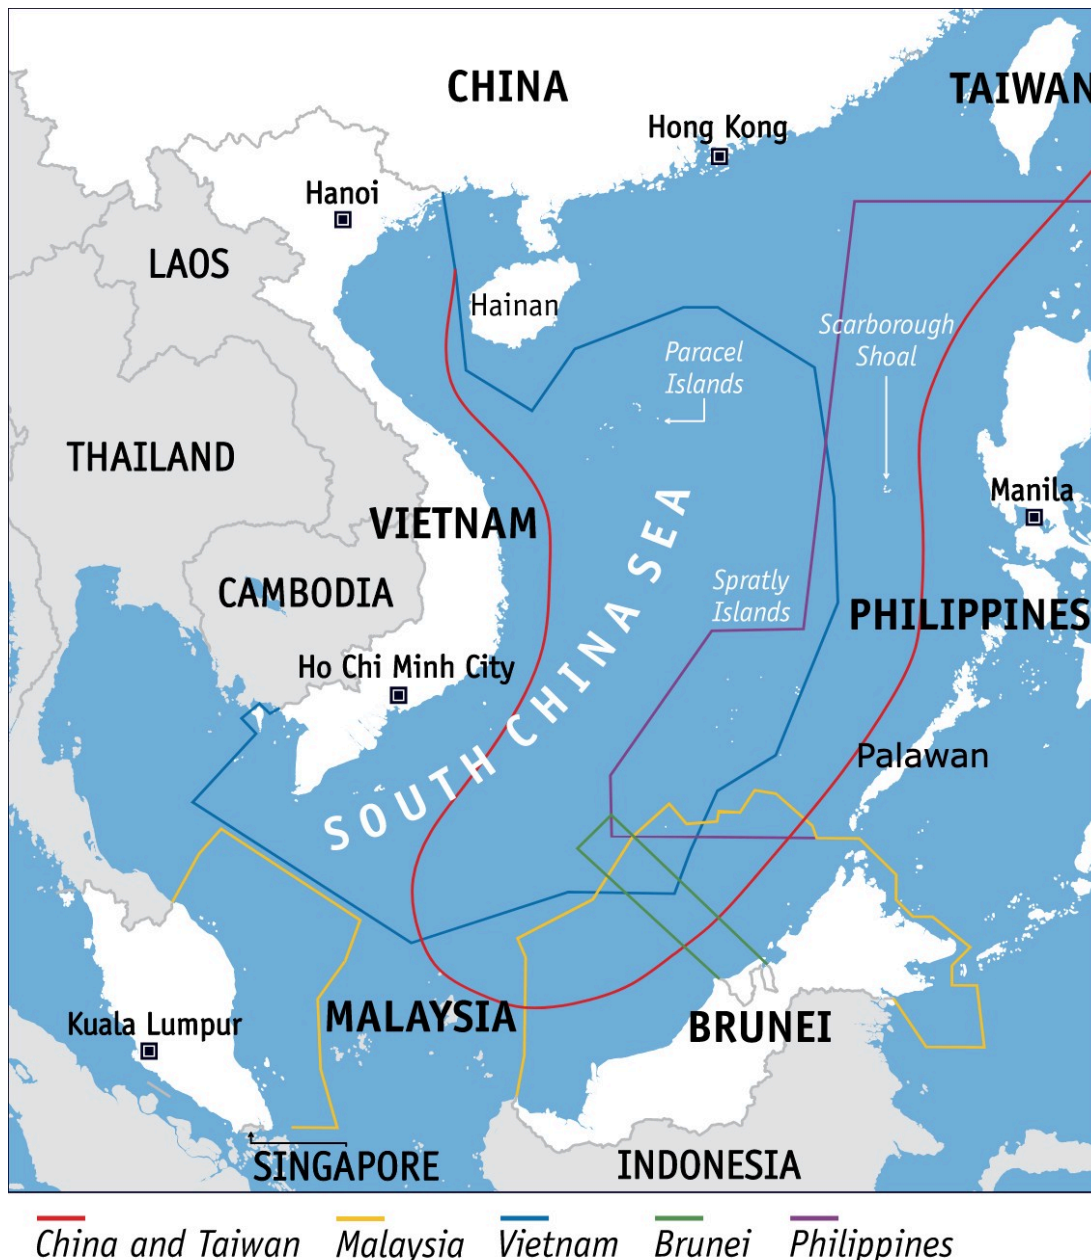 CHINA
TAIWAN
Hong Kong
Hanoi
LAOS
Hainan
Scarborough
Shoal
Paracel
Islands
THAILAND
Manila
VIETNAM
CAMBODIA
Spratly
Islands
PHILIPPINES
Ho Chi Minh City
SOUTH CHINA SEA
Palawan
MALAYSIA
Kuala Lumpur
BRUNEI
SINGAPORE
INDONESIA
China and Taiwan
Malaysia
Vietnam
Brunei
Philippines